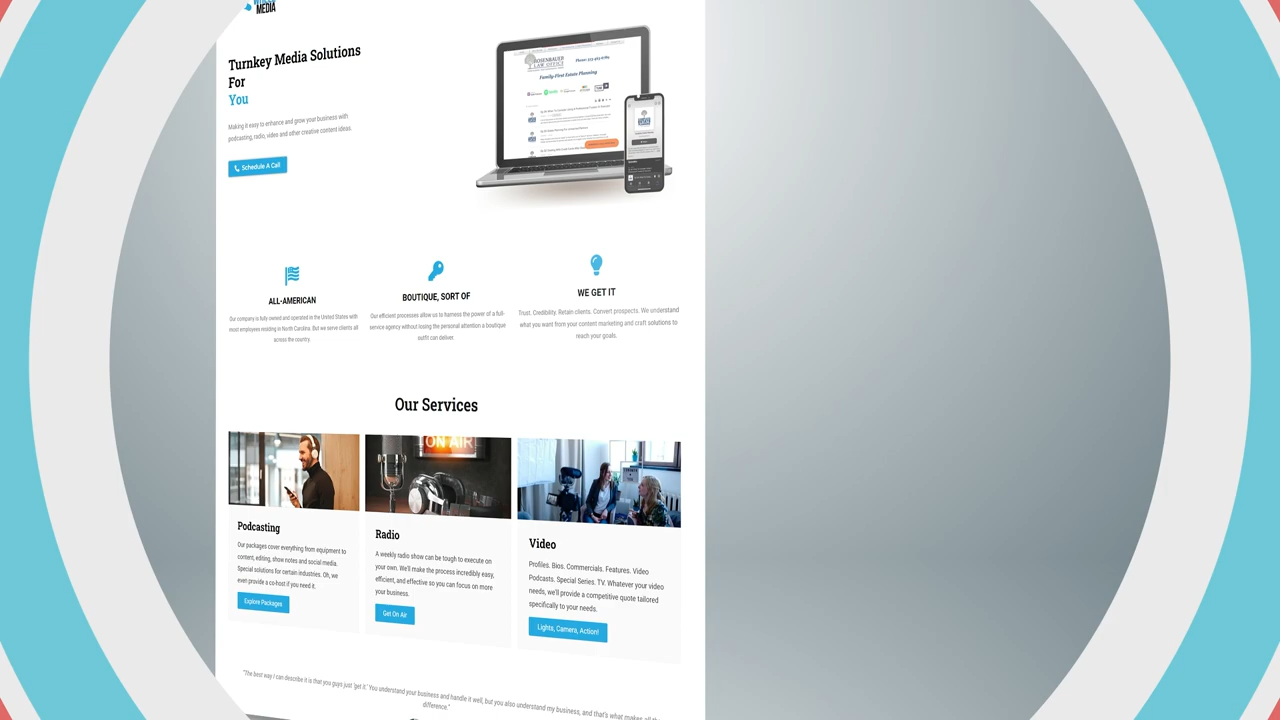 MEDIA
Turnkey Media Solutions
For
You
Making it easy to enhance and grow your business with
podcasting, radio, video and other creative content ideas.
Schedule A Call
ROSENBAUER
LAW OFFICE
Family-First Estate Planning
ALL-AMERICAN
Our company is fully owned and operated in the United States with
most employees residing in North Carolina. But we serve clients all
across the country.
BOUTIQUE, SORT OF
Our efficient processes allow us to harness the power of a full-
service agency without losing the personal attention a boutique
outfit can deliver.
WE GET IT
Trust. Credibility. Retain clients. Convert prospects. We understand
what you want from your content marketing and craft solutions to
reach your goals.
Our Services
ON AIR
Podcasting
Our packages cover everything from equipment to
content, editing, show notes and social media.
Special solutions for certain industries. Oh, we
even provide a co-host if you need it.
Explore Packages
Radio
A weekly radio show can be tough to execute on
your own. We'll make the process incredibly easy,
efficient, and effective so you can focus on more
your business.
Get On Air
Video
Profiles. Bios. Commercials. Features. Video
Podcasts. Special Series. TV. Whatever your video
needs, we'll provide a competitive quote tailored
specifically to your needs.
Lights, Camera, Action!
"The best way I can describe it is that you guys just 'get it.' You understand your business and handle it well, but you also understand my business, and that's what makes all
difference."